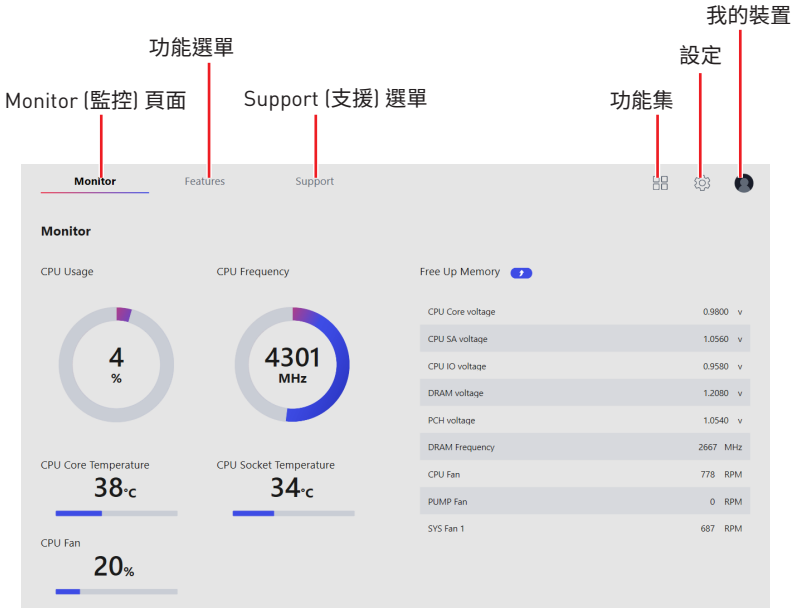 我的裝置
功能選單
設定
Monitor (監控) 頁面
Support (支援) 選單
功能集
Monitor
Features
Support
Monitor
CPU Usage
CPU Frequency
Free Up Memory
4
%
4301
MHz
CPU Core voltage 0.9800 v
CPU SA voltage 1.0560 v
CPU IO voltage 0.9580 v
DRAM voltage 1.2080 v
PCH voltage 1.0540 v
DRAM Frequency 2667 MHz
CPU Fan 778 RPM
PUMP Fan 0 RPM
SYS Fan 1 687 RPM
CPU Core Temperature
38°C
CPU Socket Temperature
34°C
CPU Fan
20%